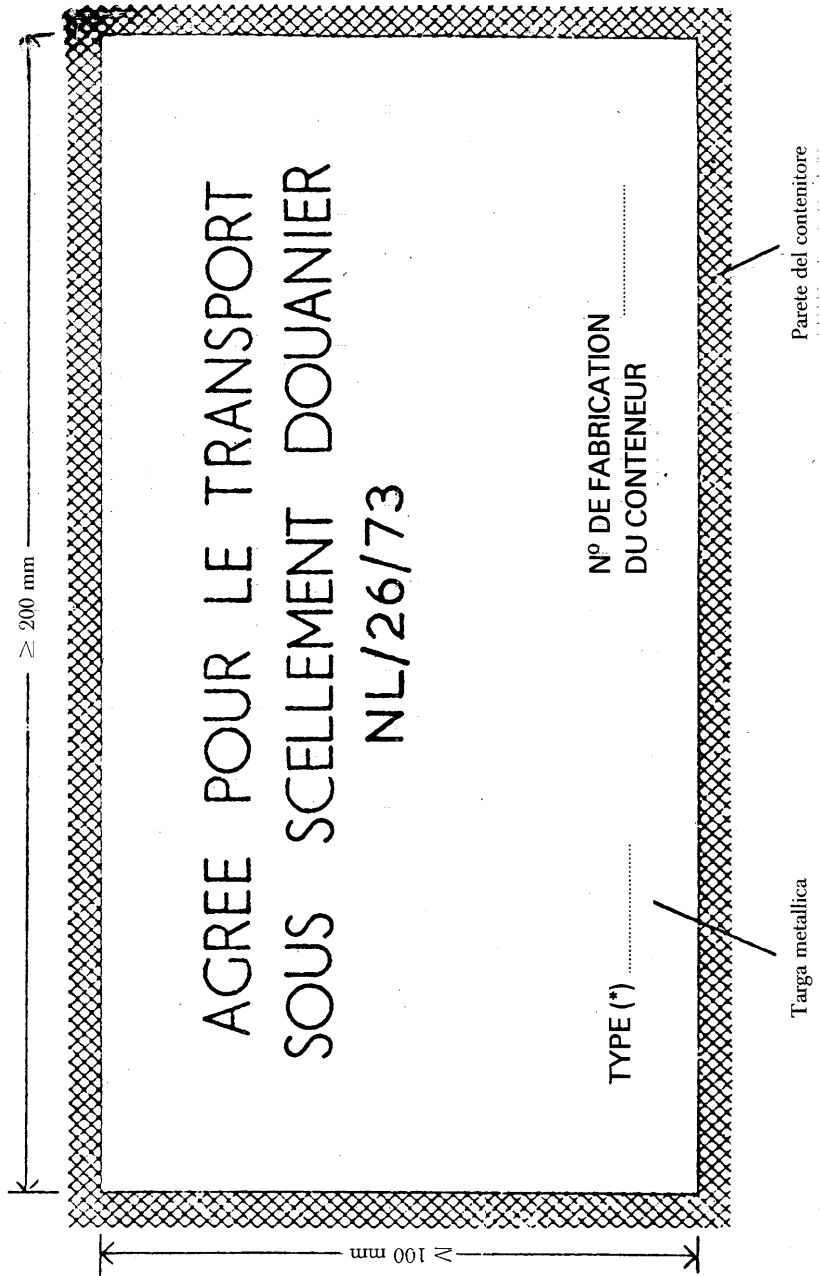 ≥ 200 mm
≥ 100 mm
AGREE POUR LE TRANSPORT
SOUS SCELLEMENT DOUANIER
NL/26/73
TYPE (*) ............
Nº DE FABRICATION
DU CONTENEUR ............
Targa metallica
Parete del contenitore